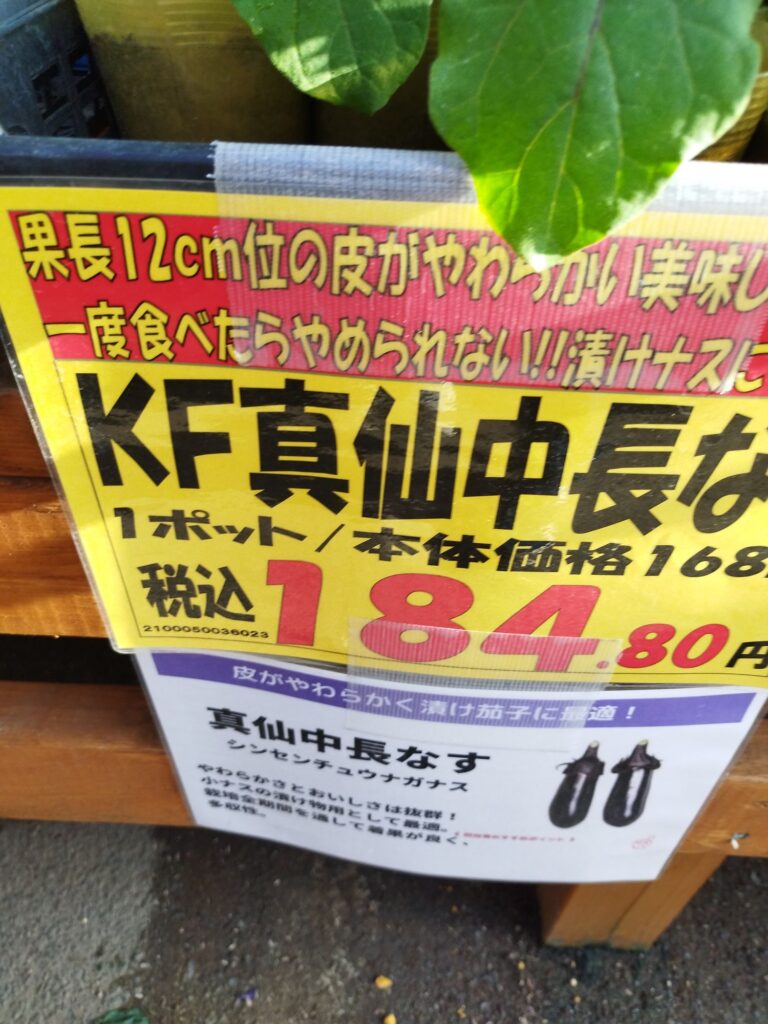 果長12cm位の皮がやわらかい美味し
一度食べたらやめられない!!漬けナスに
KF真仙中長な
1ポット/本体価格168
税込184.80円
2100050036023
皮がやわらかく漬け茄子に最適!
真仙中長なす
シンセンチュウナガナス
やわらかさとおいしさは抜群!
小ナスの漬け物用として最適。
栽培全期間を通して着果が良く、
多収性。